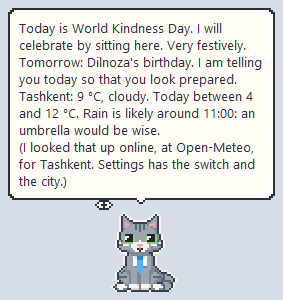 Today is World Kindness Day. I will
celebrate by sitting here. Very festively.
Tomorrow: Dilnoza's birthday. I am telling
you today so that you look prepared.
Tashkent: 9 °C, cloudy. Today between 4
and 12 °C. Rain is likely around 11:00: an
umbrella would be wise.
(I looked that up online, at Open-Meteo,
for Tashkent. Settings has the switch and
the city.)